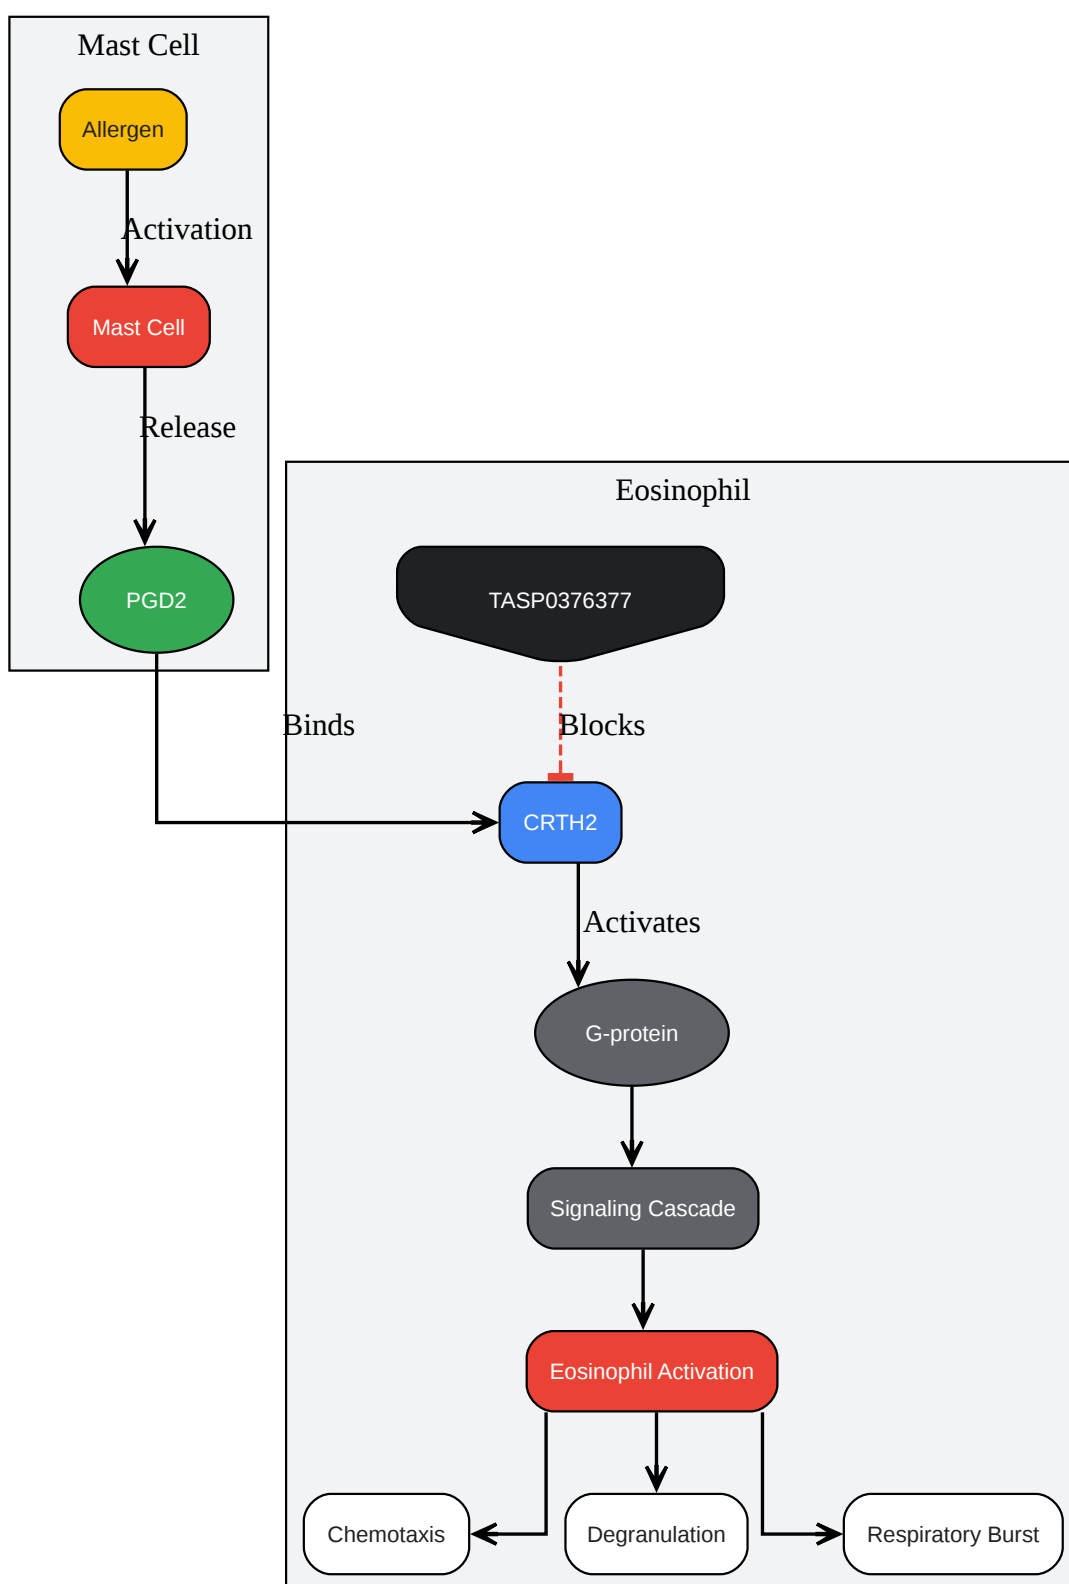 Mast Cell
Allergen
Activation
Mast Cell
Release
PGD2
Eosinophil
TASP0376377
Binds
Blocks
CRTH2
Activates
G-protein
Signaling Cascade
Eosinophil Activation
Chemotaxis
Degranulation
Respiratory Burst